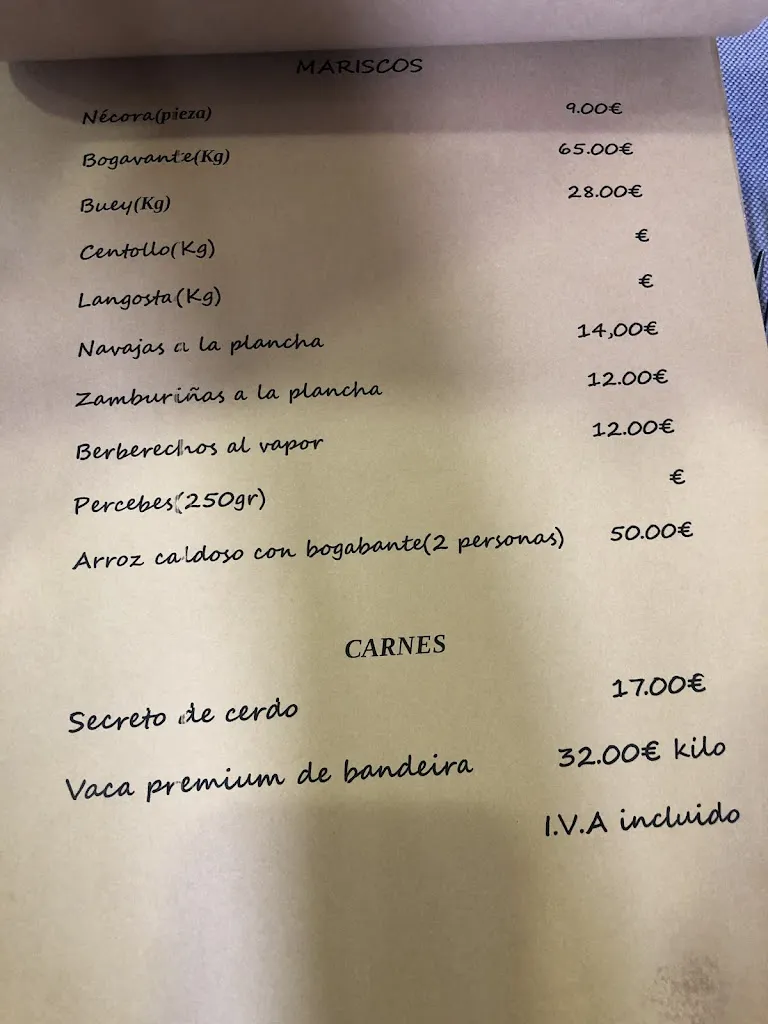 MARISCOS
Nécora(pieza) 9.00€
Bogavante(Kg) 65.00€
Buey(Kg) 28.00€
Centollo(Kg) €
Langosta(Kg) €
Navajas a la plancha 14,00€
Zamburiñas a la plancha 12.00€
Berberechos al vapor 12.00€
Percebes(250gr) €
Arroz caldoso con bogabante(2 personas) 50.00€
CARNES
Secreto de cerdo 17.00€
Vaca premium de bandeira 32.00€ kilo
I.V.A incluido